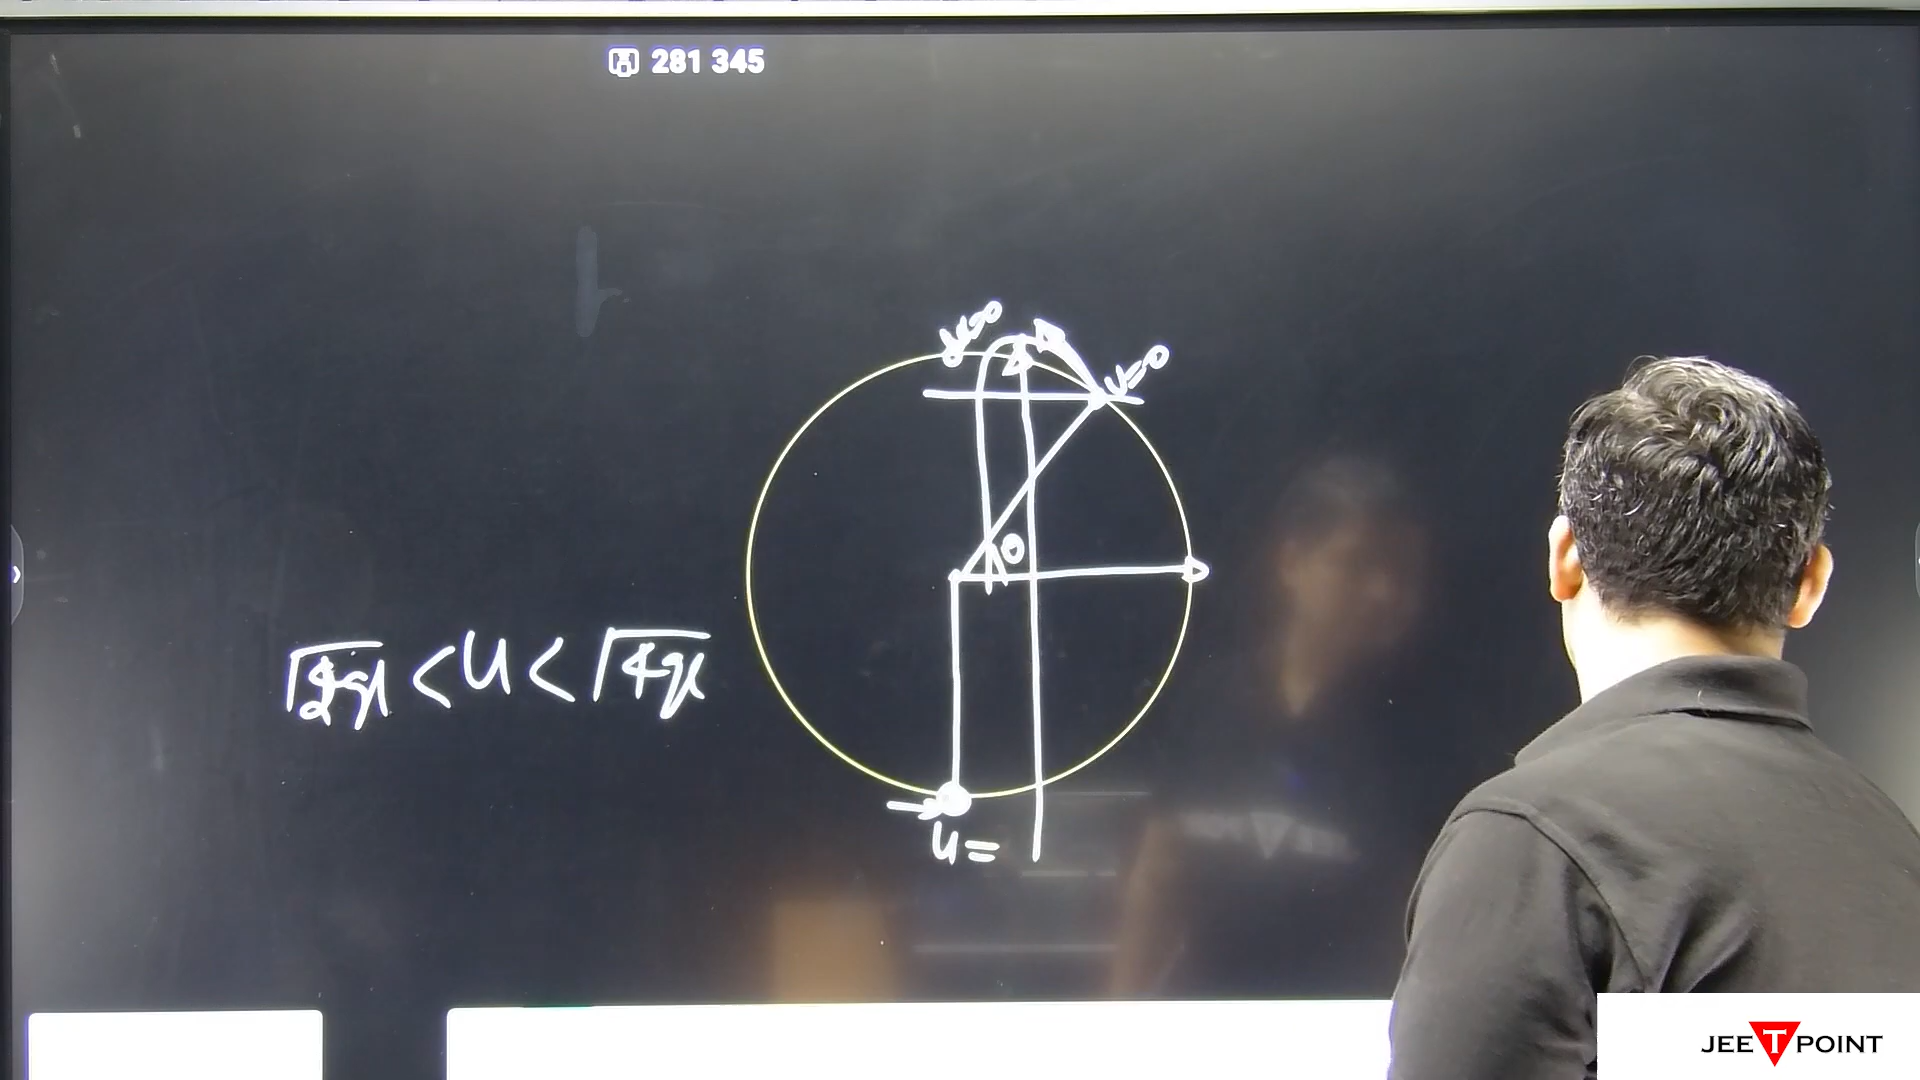 281 345
v=0
v=0
θ
√2gl < u < √4gl
u =
JEE T POINT